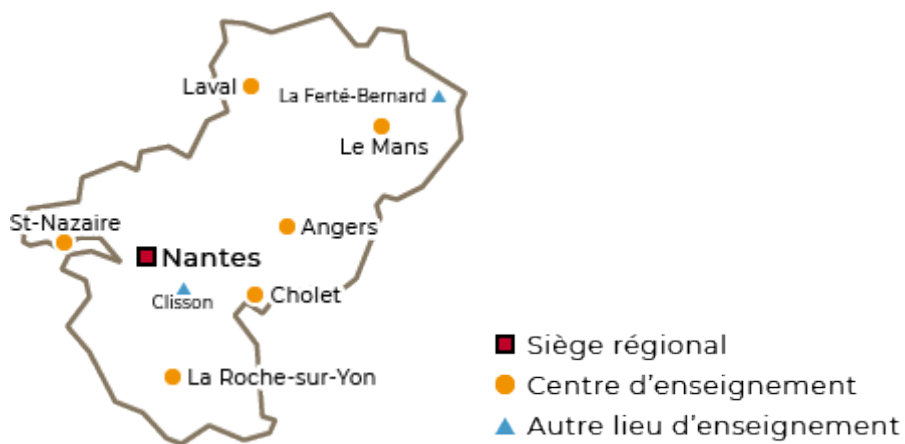 Laval
La Ferté-Bernard
Le Mans
St-Nazaire
Angers
Nantes
Clisson
Cholet
La Roche-sur-Yon
Siège régional
Centre d'enseignement
Autre lieu d'enseignement